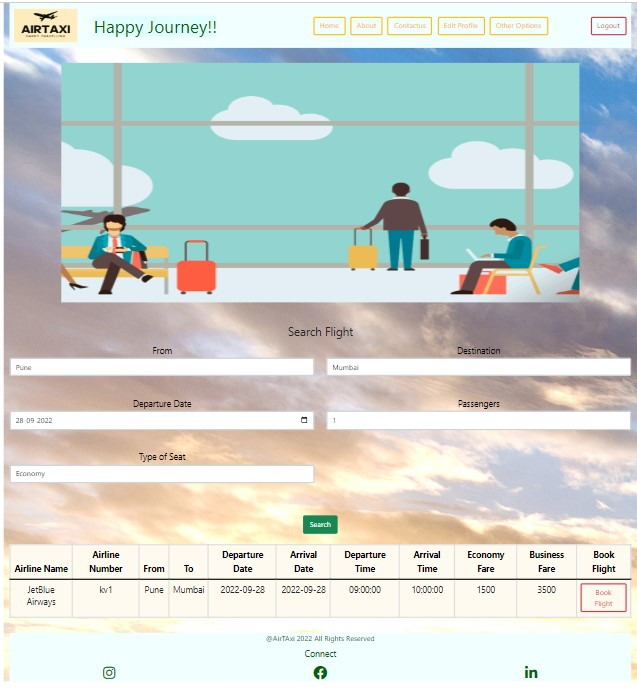 AIRTAXI
HAPPY TRAVELLING
Happy Journey!!
Home
About
Contactus
Edit Profile
Other Options
Logout
Search Flight
From
Destination
Pune
Mumbai
Departure Date
Passengers
28-09-2022
1
Type of Seat
Economy
Search
Airline Name
Airline Number
From
To
Departure Date
Arrival Date
Departure Time
Arrival Time
Economy Fare
Business Fare
Book Flight
JetBlue Airways
kv1
Pune
Mumbai
2022-09-28
2022-09-28
09:00:00
10:00:00
1500
3500
Book Flight
@AirTAxi 2022 All Rights Reserved
Connect